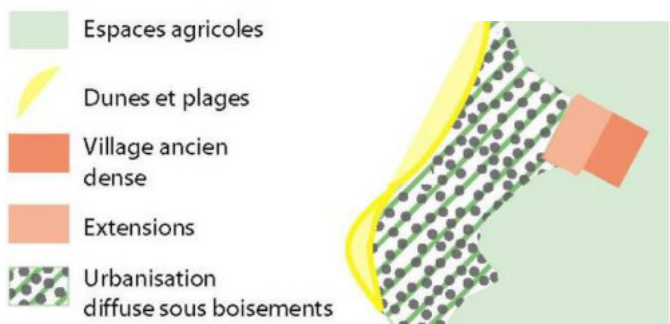 Espaces agricoles
Dunes et plages
Village ancien
dense
Extensions
Urbanisation
diffuse sous boisements